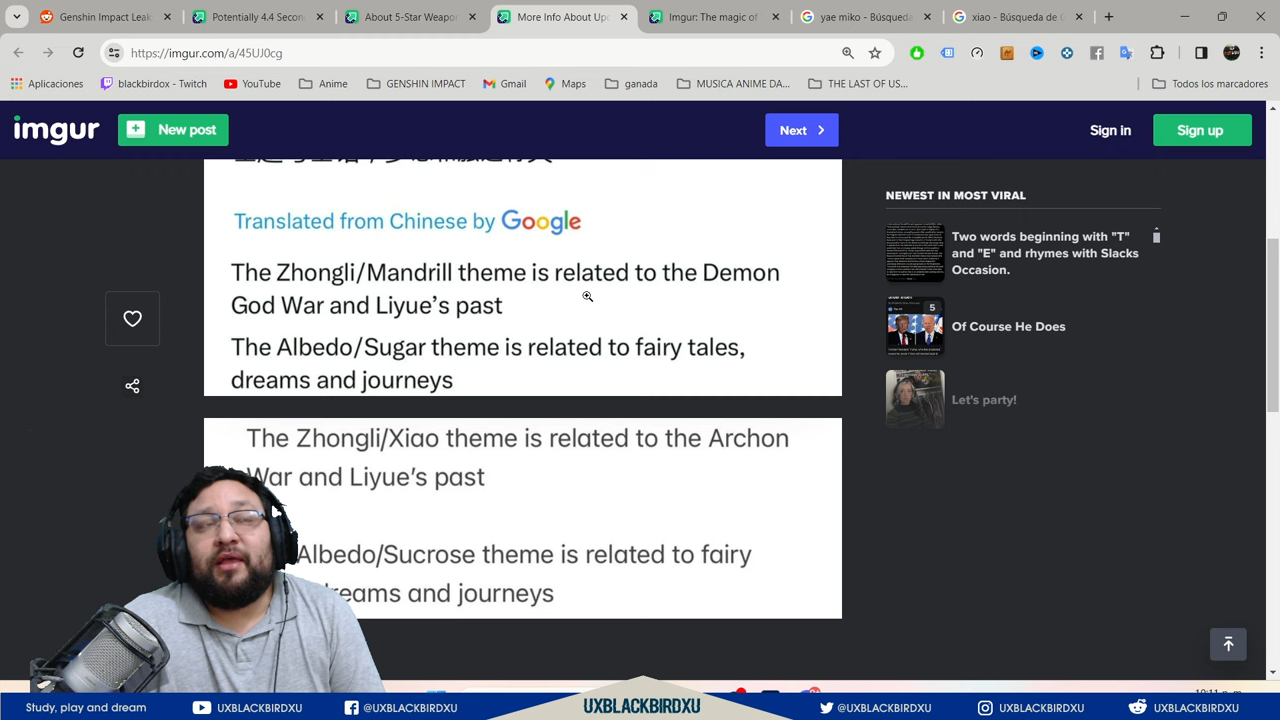 Genshin Impact Leak
Potentially 4.4 Secon
About 5-Star Weapo
More Info About Up
Imgur: The magic of
yae miko - Búsqueda
xiao - Búsqueda de G
https://imgur.com/a/45UJ0cg
Aplicaciones
blackbirdox - Twitch
YouTube
Anime
GENSHIN IMPACT
Gmail
Maps
ganada
MUSICA ANIME DA...
THE LAST OF US...
Todos los marcadores
imgur
New post
Next
Sign in
Sign up
Translated from Chinese by Google
The Zhongli/Mandrill theme is related to the Demon
God War and Liyue's past
The Albedo/Sugar theme is related to fairy tales,
dreams and journeys
The Zhongli/Xiao theme is related to the Archon
War and Liyue's past
Albedo/Sucrose theme is related to fairy
dreams and journeys
NEWEST IN MOST VIRAL
Two words beginning with "T"
and "E" and rhymes with Slacks
Occasion.
5
Of Course He Does
Let's party!
Study, play and dream
UXBLACKBIRDXU
@UXBLACKBIRDXU
UXBLACKBIRDXU
@UXBLACKBIRDXU
UXBLACKBIRDXU
UXBLACKBIRDXU